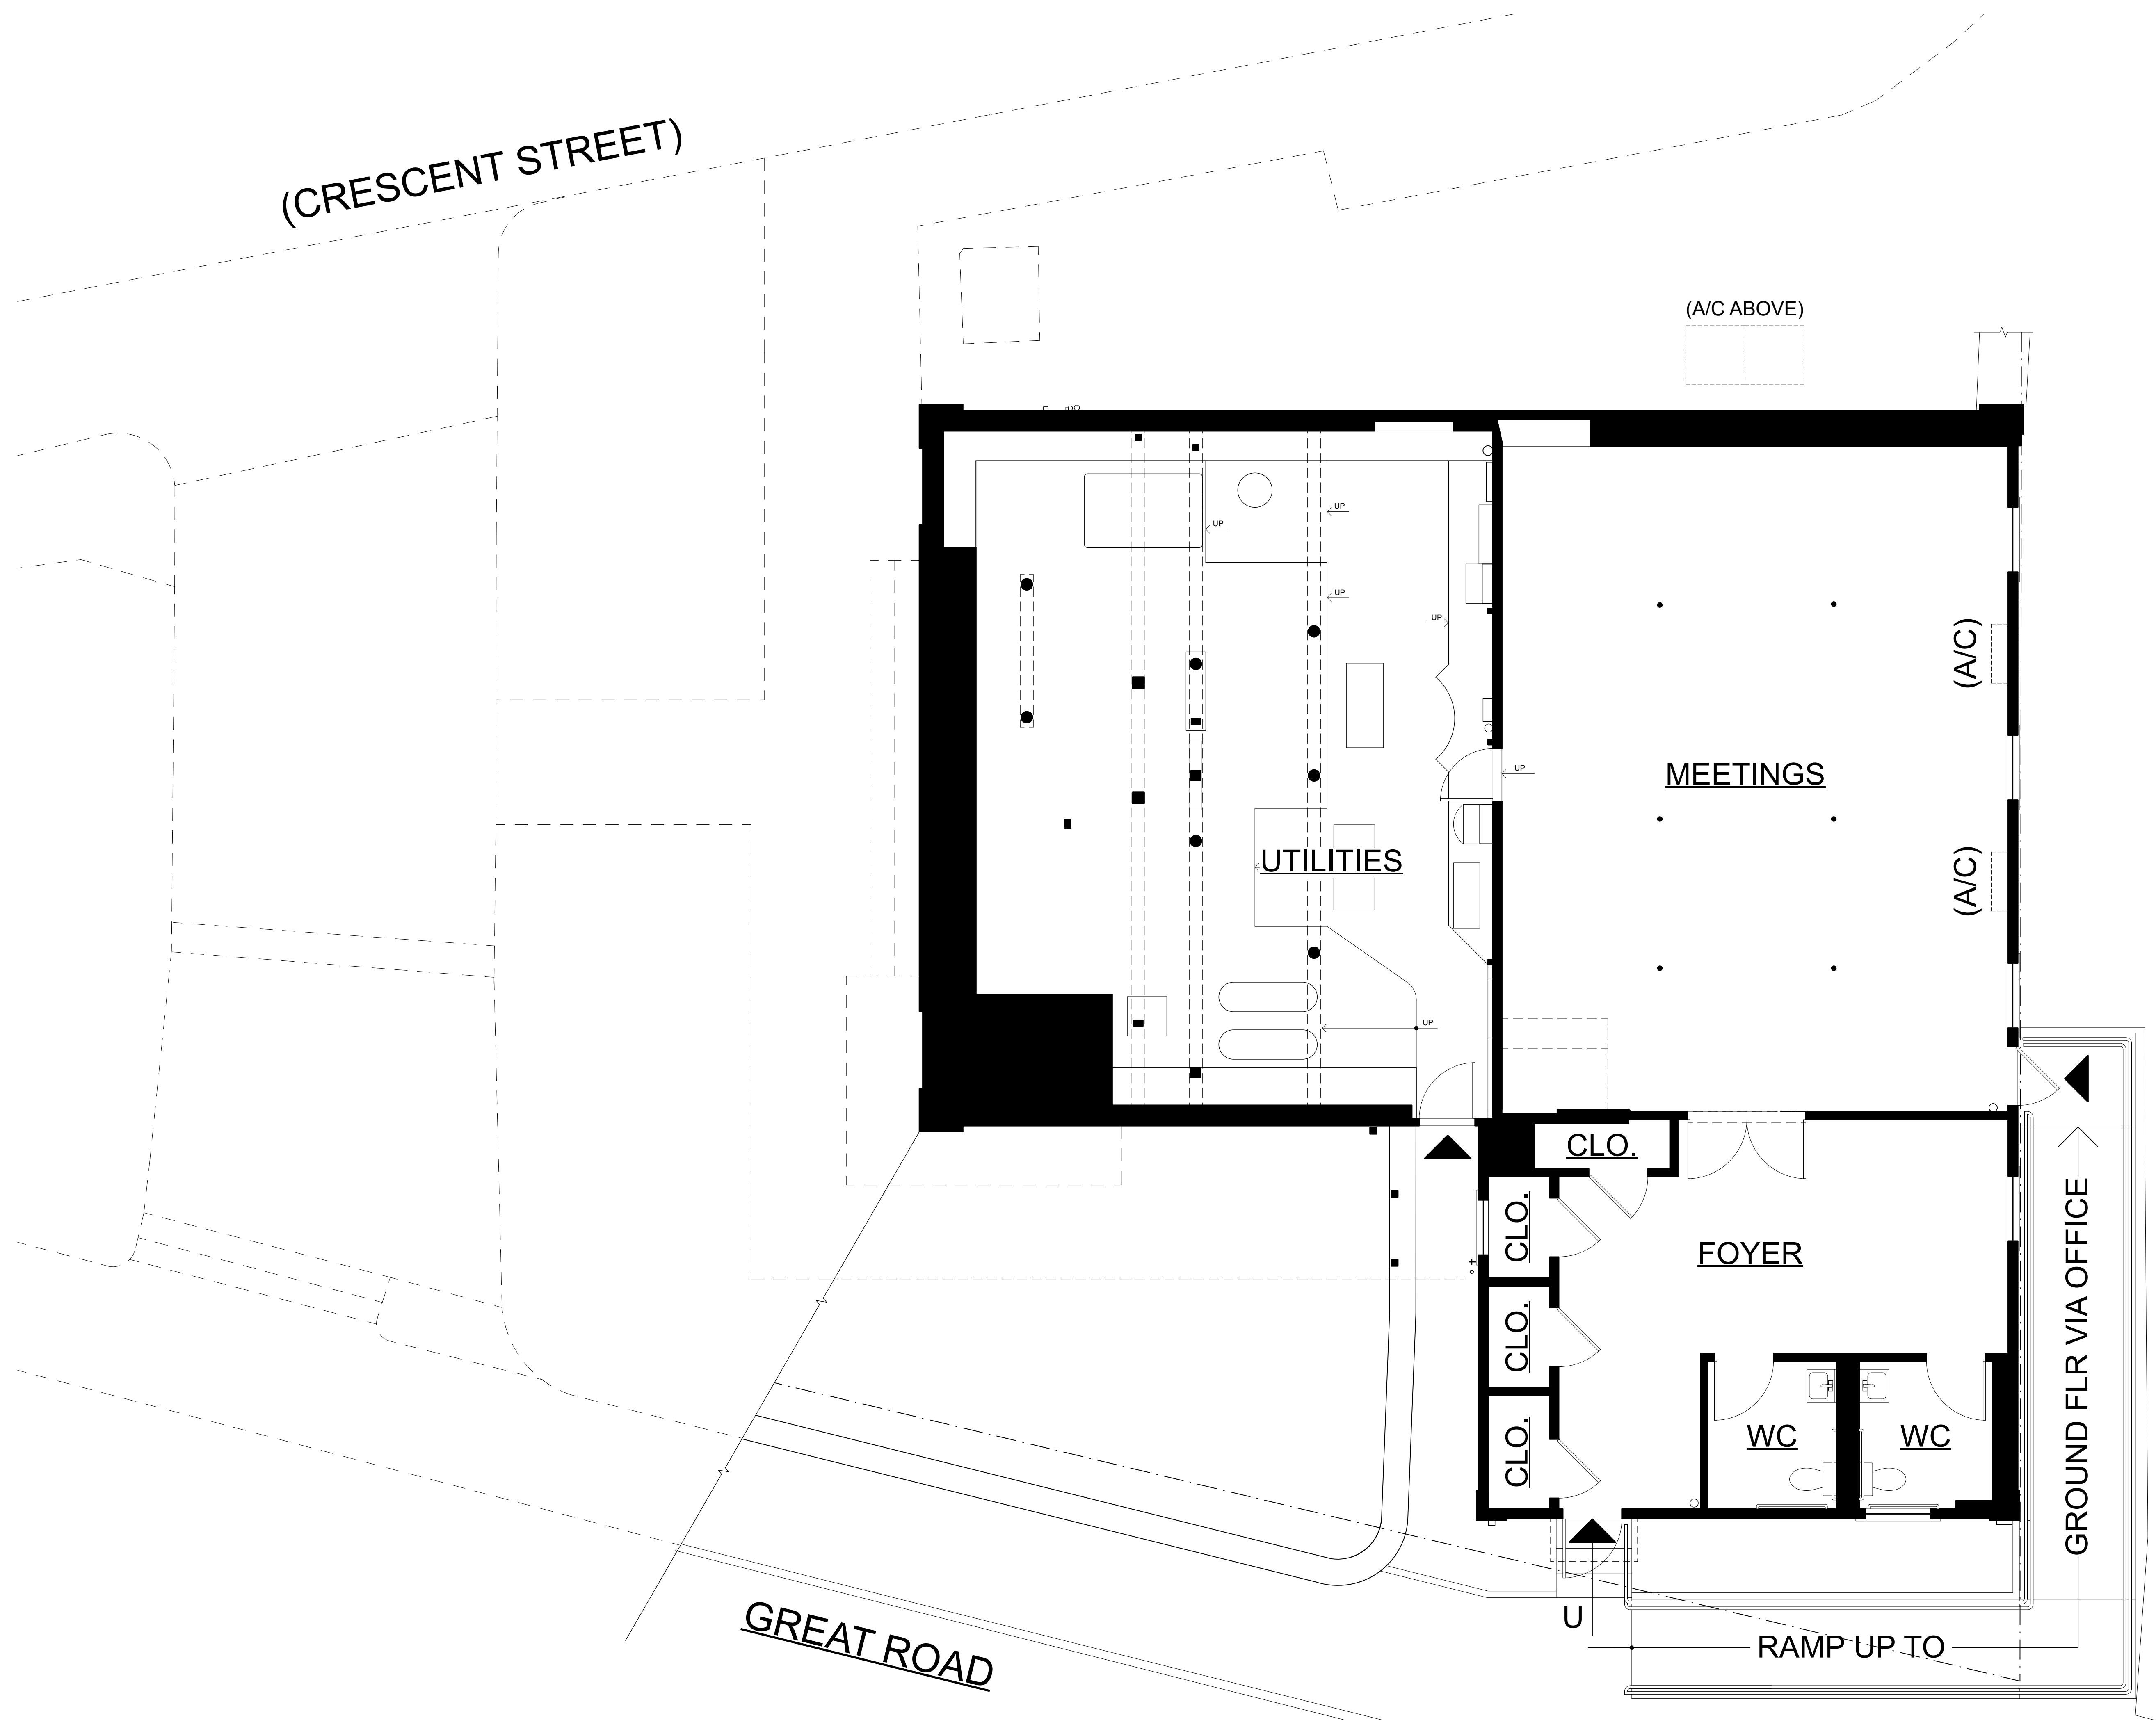 (CRESCENT STREET)
(A/C ABOVE)
UP
UP
UP
UP
(A/C)
MEETINGS
UP
UTILITIES
(A/C)
UP
CLO.
CLO.
FOYER
GROUND FLR VIA OFFICE
CLO.
CLO.
WC
WC
U
RAMP UP TO
GREAT ROAD